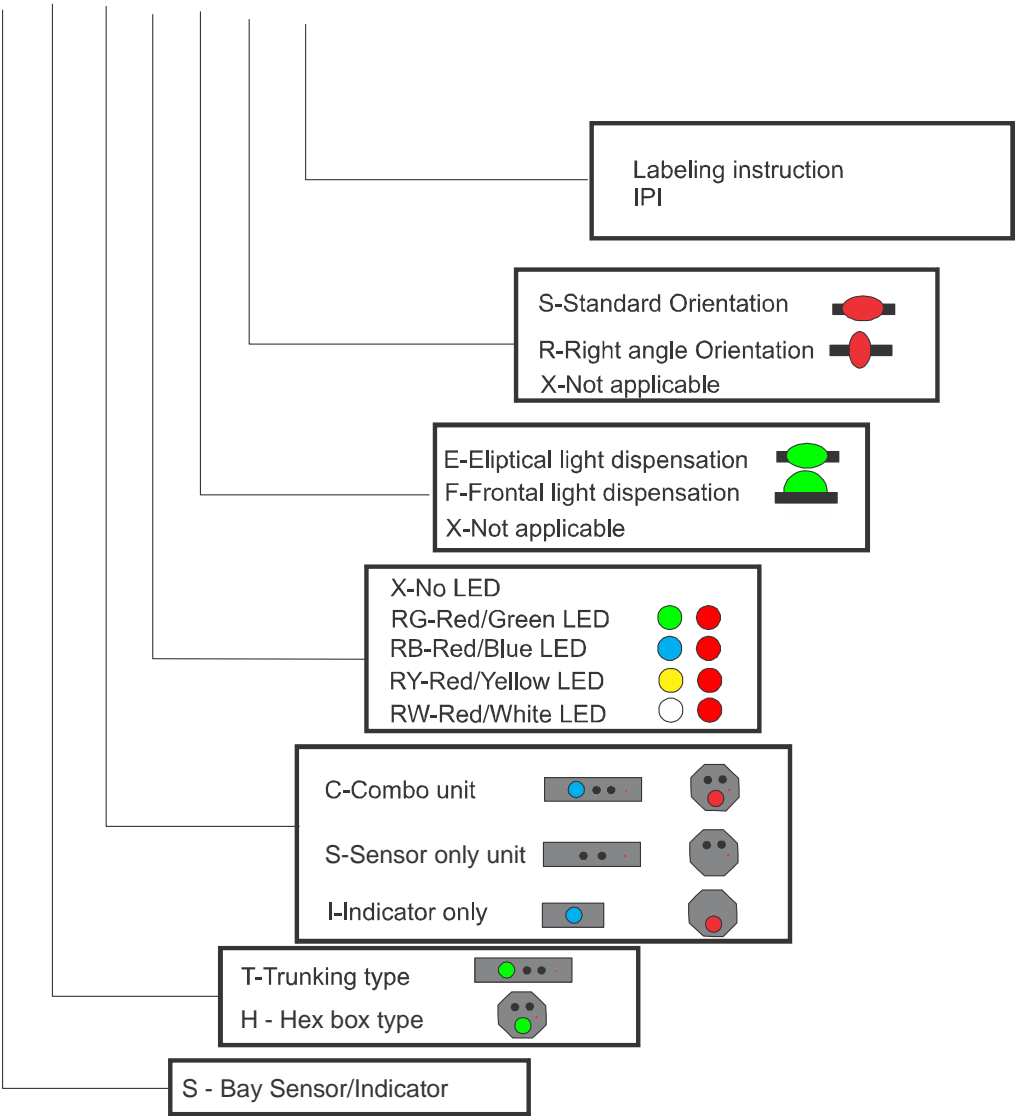 Labeling instruction
IPI
S-Standard Orientation
R-Right angle Orientation
X-Not applicable
E-Eliptical light dispensation
F-Frontal light dispensation
X-Not applicable
X-No LED
RG-Red/Green LED
RB-Red/Blue LED
RY-Red/Yellow LED
RW-Red/White LED
C-Combo unit
S-Sensor only unit
I-Indicator only
T-Trunking type
H - Hex box type
S - Bay Sensor/Indicator